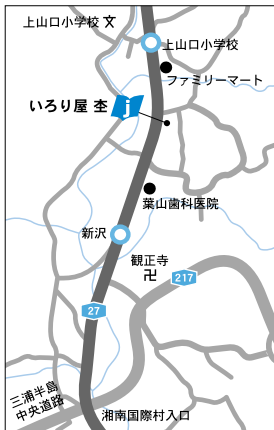 上山口小学校 文
上山口小学校
ファミリーマート
いろり屋 杢
葉山歯科医院
新沢
観正寺
卍
217
27
三浦半島
中央道路
湘南国際村入口